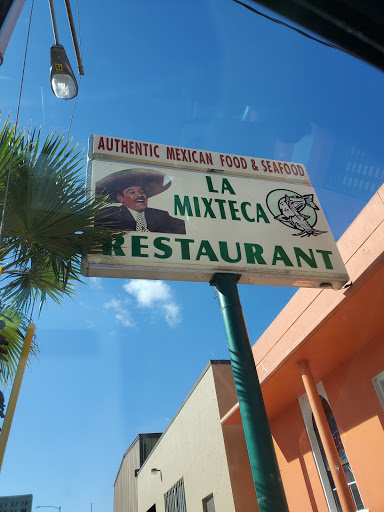 AUTHENTIC MEXICAN FOOD & SEAFOOD
LA
MIXTECA
RESTAURANT